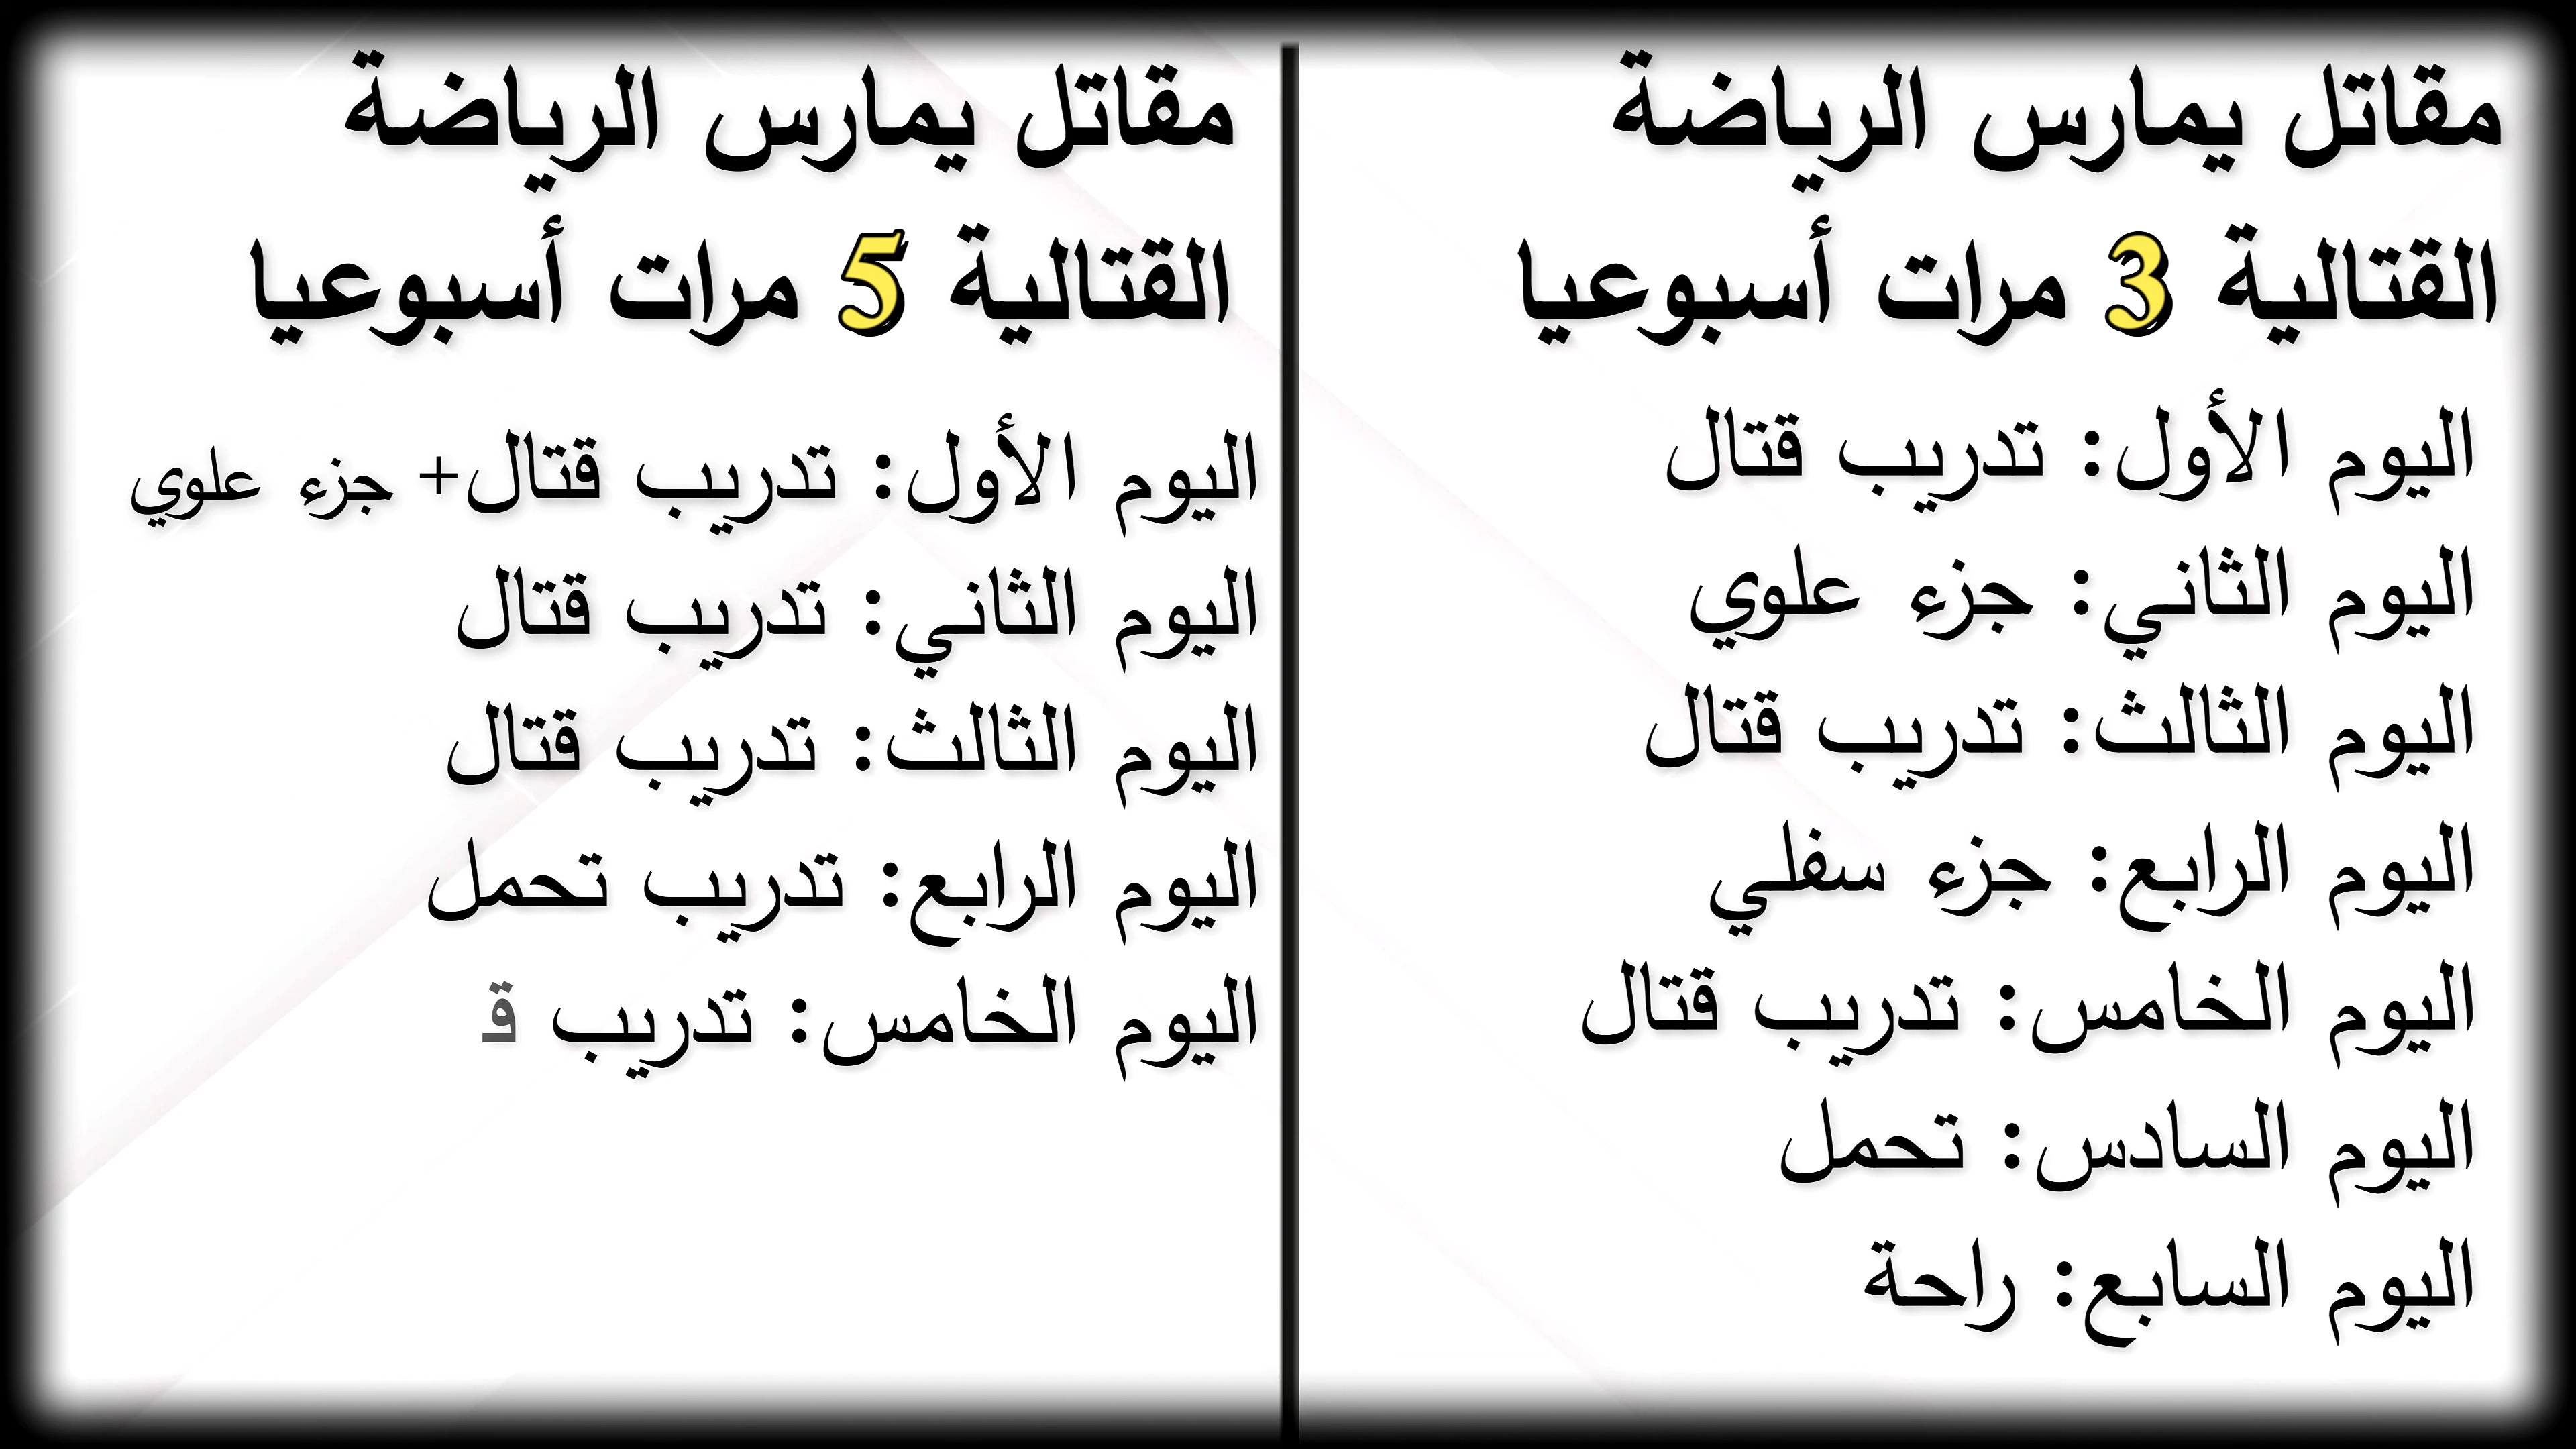 مقاتل يمارس الرياضة
القتالية 3 مرات أسبوعيا
اليوم الأول: تدريب قتال
اليوم الثاني: جزء علوي
اليوم الثالث: تدريب قتال
اليوم الرابع: جزء سفلي
اليوم الخامس: تدريب قتال
اليوم السادس: تحمل
اليوم السابع: راحة
مقاتل يمارس الرياضة
القتالية 5 مرات أسبوعيا
اليوم الأول: تدريب قتال+ جزء علوي
اليوم الثاني: تدريب قتال
اليوم الثالث: تدريب قتال
اليوم الرابع: تدريب تحمل
اليوم الخامس: تدريب قـ